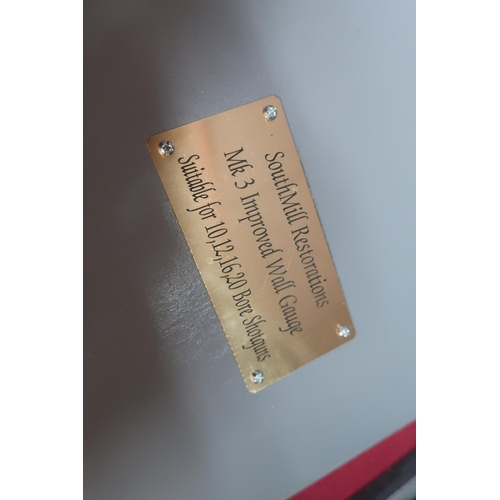 SouthMill Restorations
Mk 3 Improved Wall Gauge
Suitable for 10,12,16,20 Bore Shotguns